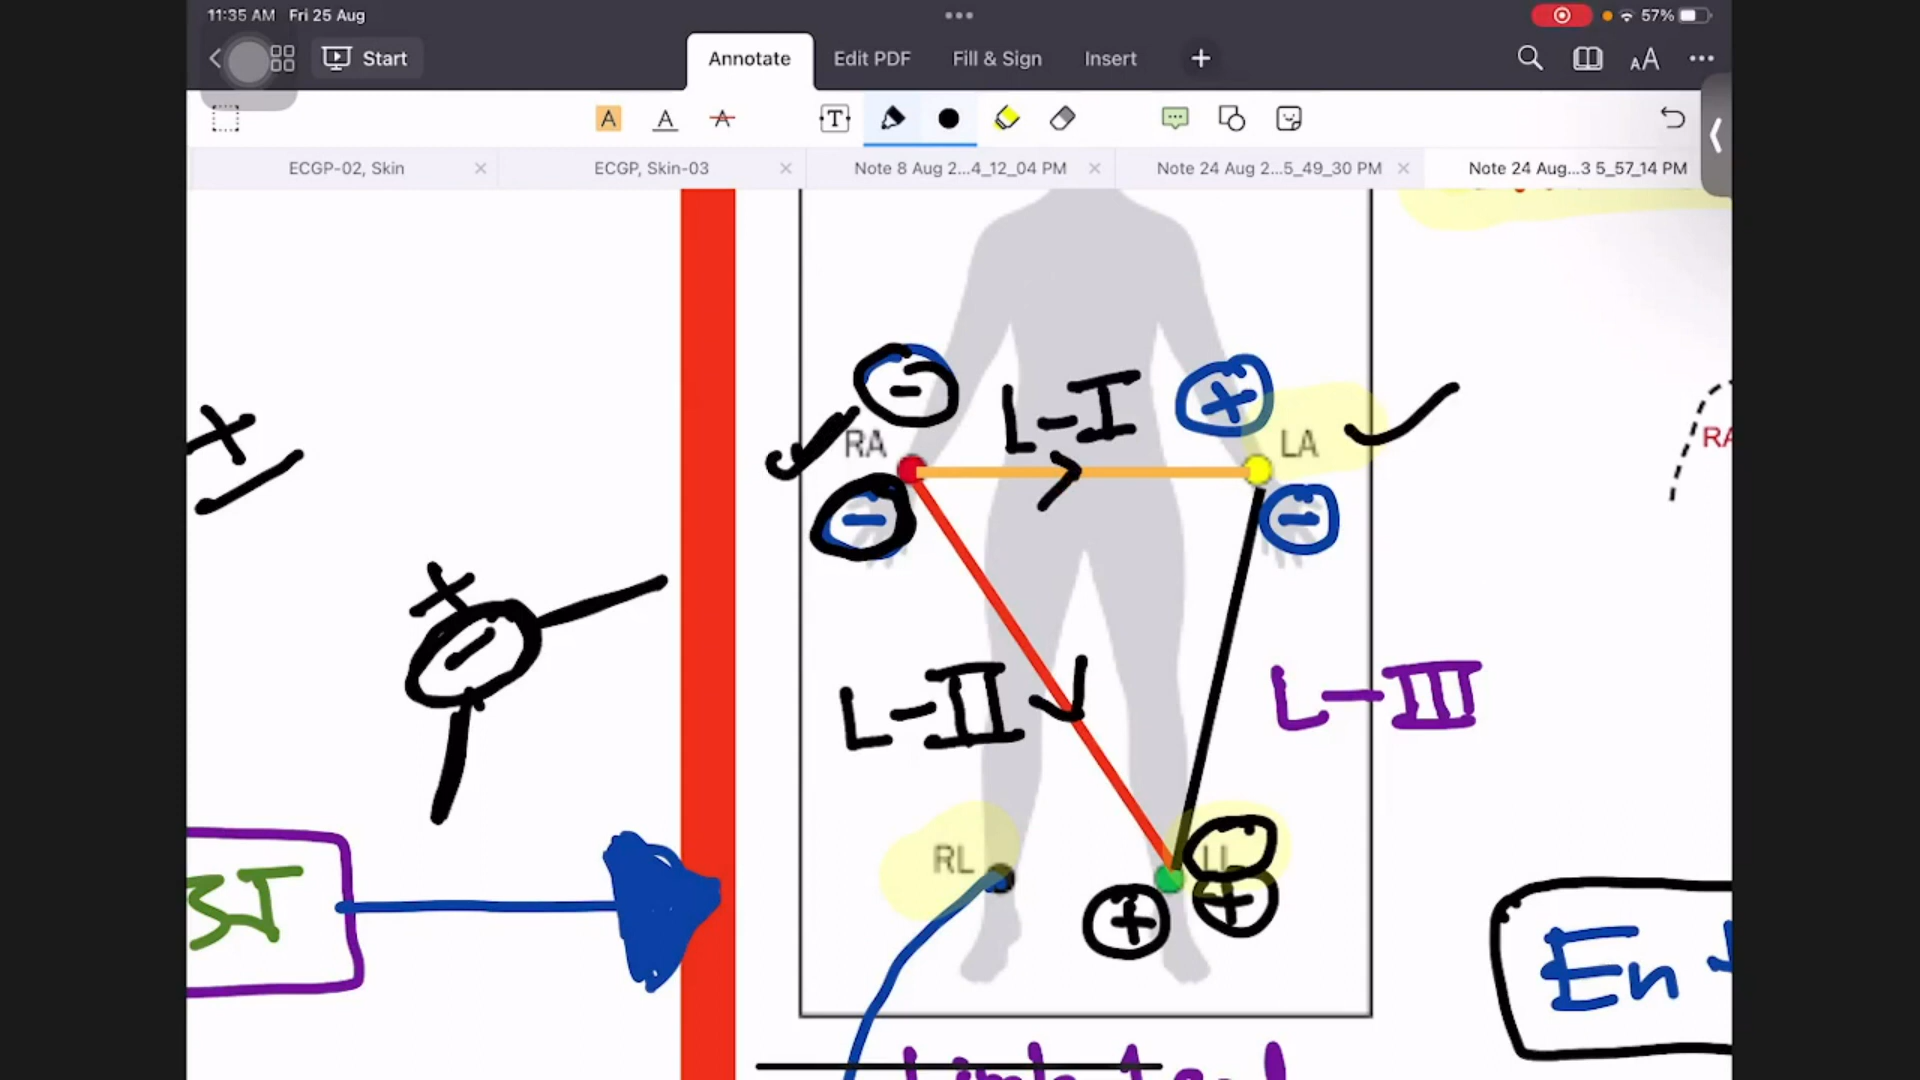 11:35 AM Fri 25 Aug
57%
Start
Annotate
Edit PDF
Fill & Sign
Insert
AA
A A A T
ECGP-02, Skin
ECGP, Skin-03
Note 8 Aug 2...4_12_04 PM
Note 24 Aug 2...5_49_30 PM
Note 24 Aug...3 5_57_14 PM
L-I
RA
LA
RA
L-II
L-III
RL
LL
En